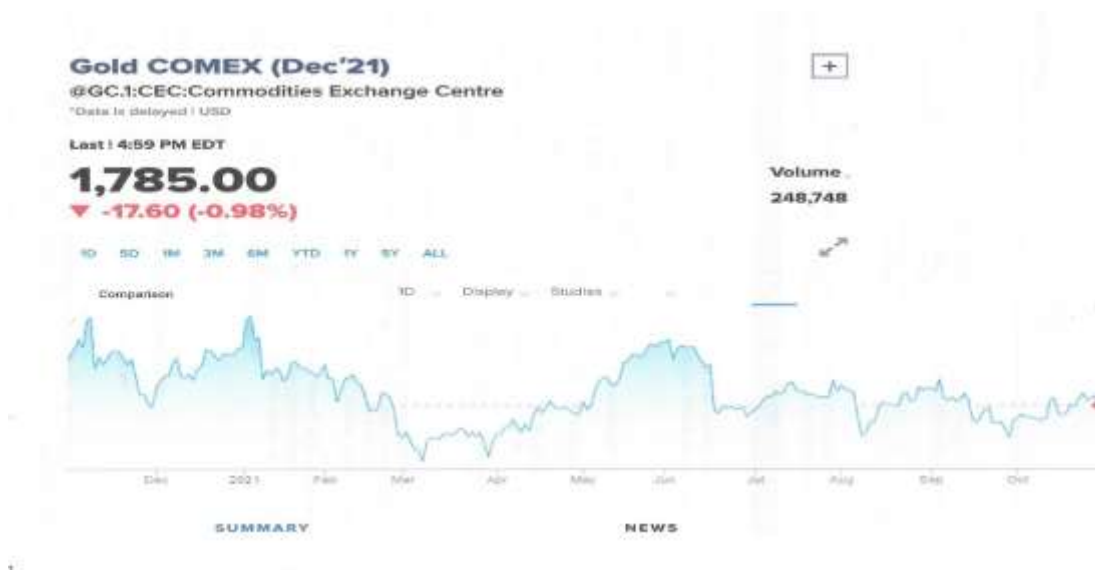 Gold COMEX (Dec'21)
+
@GC.1:CEC:Commodities Exchange Centre
*Data is delayed | USD
Last | 4:59 PM EDT
1,785.00
Volume
248,748
▼ -17.60 (-0.98%)
1D 5D 1M 3M 6M YTD 1Y 5Y ALL
Comparison 1D Display Studies
Dec 2021 Feb Mar Apr May Jun Jul Aug Sep Oct
SUMMARY NEWS